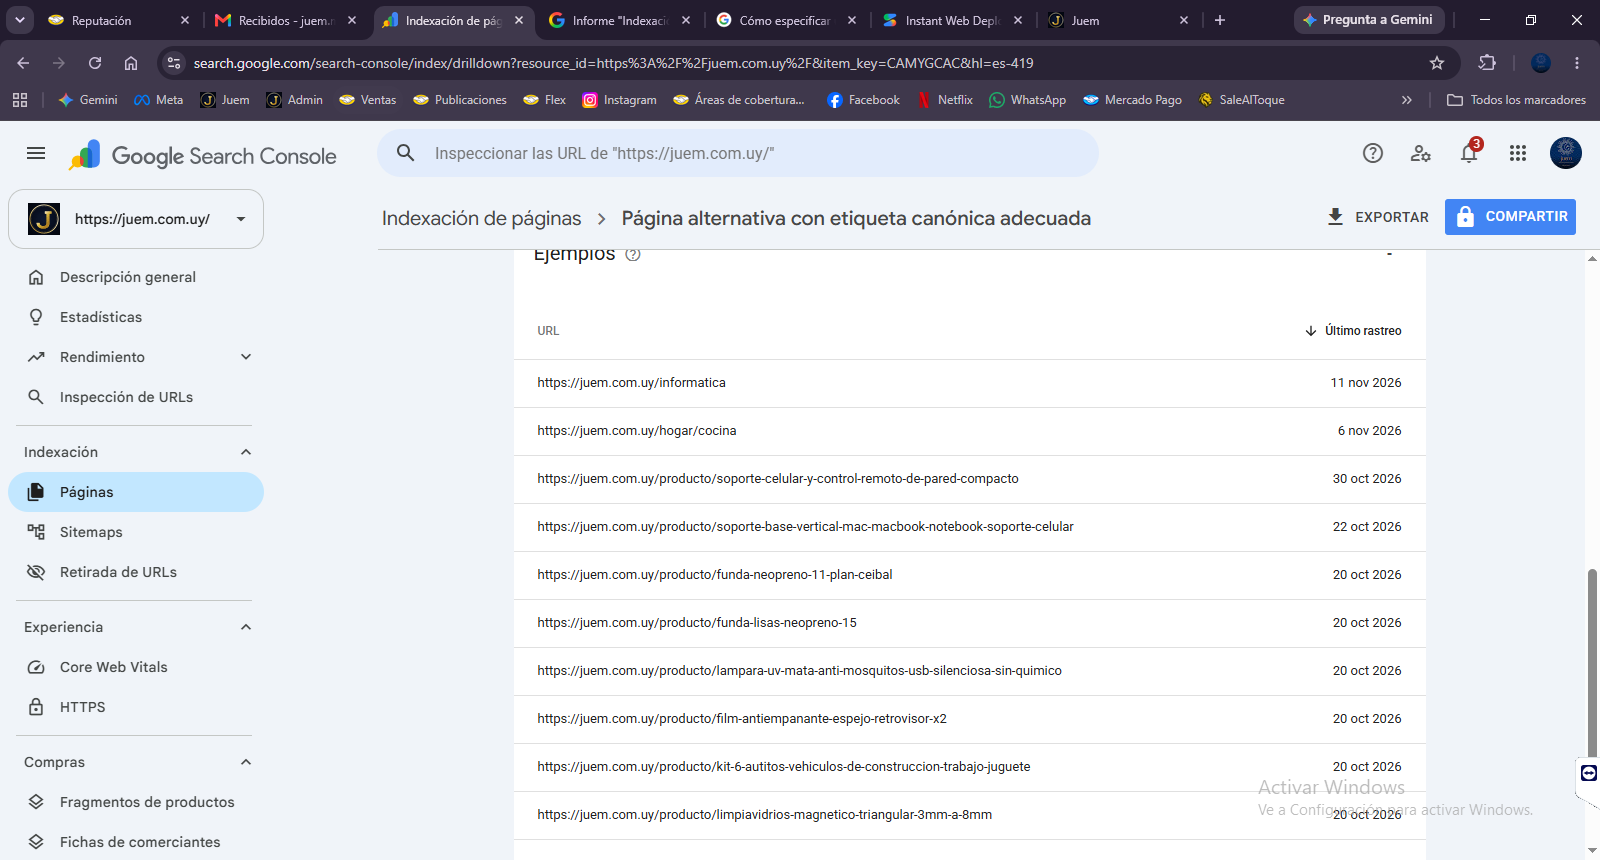 Reputación
Recibidos - juem.n
Indexación de pág
Informe "Indexació
Cómo especificar
Instant Web Deplo
Juem
Pregunta a Gemini
search.google.com/search-console/index/drilldown?resource_id=https%3A%2F%2Fjuem.com.uy%2F&item_key=CAMYGCAC&hl=es-419
Gemini
Meta
Juem
Admin
Ventas
Publicaciones
Flex
Instagram
Áreas de cobertura...
Facebook
Netflix
WhatsApp
Mercado Pago
SaleAlToque
Todos los marcadores
Google Search Console
Inspeccionar las URL de "https://juem.com.uy/"
3
https://juem.com.uy/
Indexación de páginas > Página alternativa con etiqueta canónica adecuada
EXPORTAR
COMPARTIR
Descripción general
Estadísticas
Rendimiento
Inspección de URLs
Indexación
Páginas
Sitemaps
Retirada de URLs
Experiencia
Core Web Vitals
HTTPS
Compras
Fragmentos de productos
Fichas de comerciantes
Ejemplos
URL Último rastreo
https://juem.com.uy/informatica 11 nov 2026
https://juem.com.uy/hogar/cocina 6 nov 2026
https://juem.com.uy/producto/soporte-celular-y-control-remoto-de-pared-compacto 30 oct 2026
https://juem.com.uy/producto/soporte-base-vertical-mac-macbook-notebook-soporte-celular 22 oct 2026
https://juem.com.uy/producto/funda-neopreno-11-plan-ceibal 20 oct 2026
https://juem.com.uy/producto/funda-lisas-neopreno-15 20 oct 2026
https://juem.com.uy/producto/lampara-uv-mata-anti-mosquitos-usb-silenciosa-sin-quimico 20 oct 2026
https://juem.com.uy/producto/film-antiempanante-espejo-retrovisor-x2 20 oct 2026
https://juem.com.uy/producto/kit-6-autitos-vehiculos-de-construccion-trabajo-juguete 20 oct 2026
https://juem.com.uy/producto/limpiavidrios-magnetico-triangular-3mm-a-8mm 20 oct 2026
Activar Windows
Ve a Configuración para activar Windows.